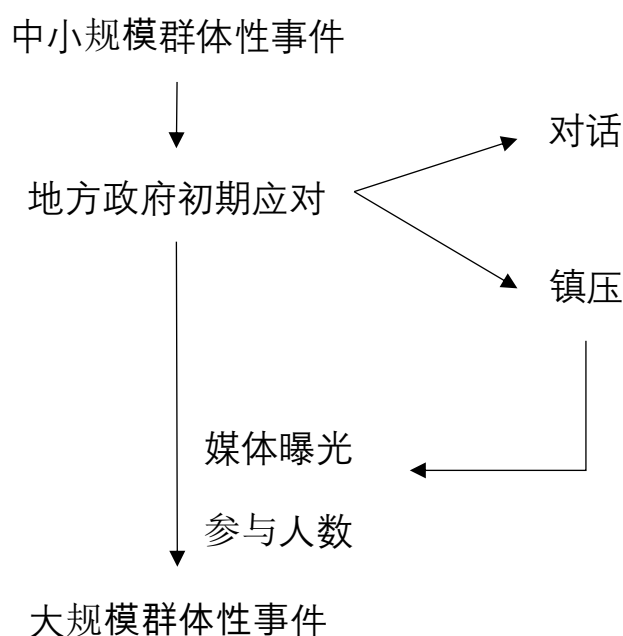 中小规模群体性事件
对话
地方政府初期应对
镇压
媒体曝光
参与人数
大规模群体性事件